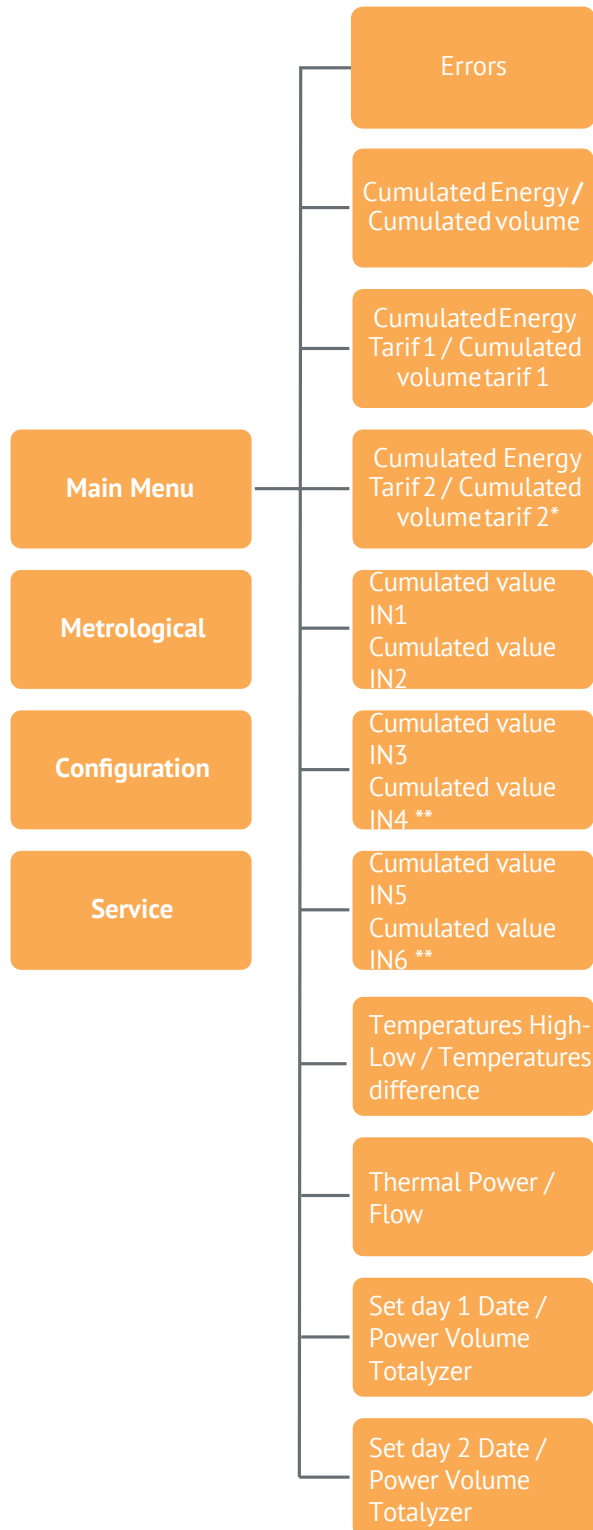 Errors
Cumulated Energy /
Cumulated volume
Cumulated Energy
Tarif 1 / Cumulated
volume tarif 1
Main Menu
Cumulated Energy
Tarif 2 / Cumulated
volume tarif 2*
Metrological
Cumulated value
IN1
Cumulated value
IN2
Configuration
Cumulated value
IN3
Cumulated value
IN4 **
Service
Cumulated value
IN5
Cumulated value
IN6 **
Temperatures High-
Low / Temperatures
difference
Thermal Power /
Flow
Set day 1 Date /
Power Volume
Totalyzer
Set day 2 Date /
Power Volume
Totalyzer